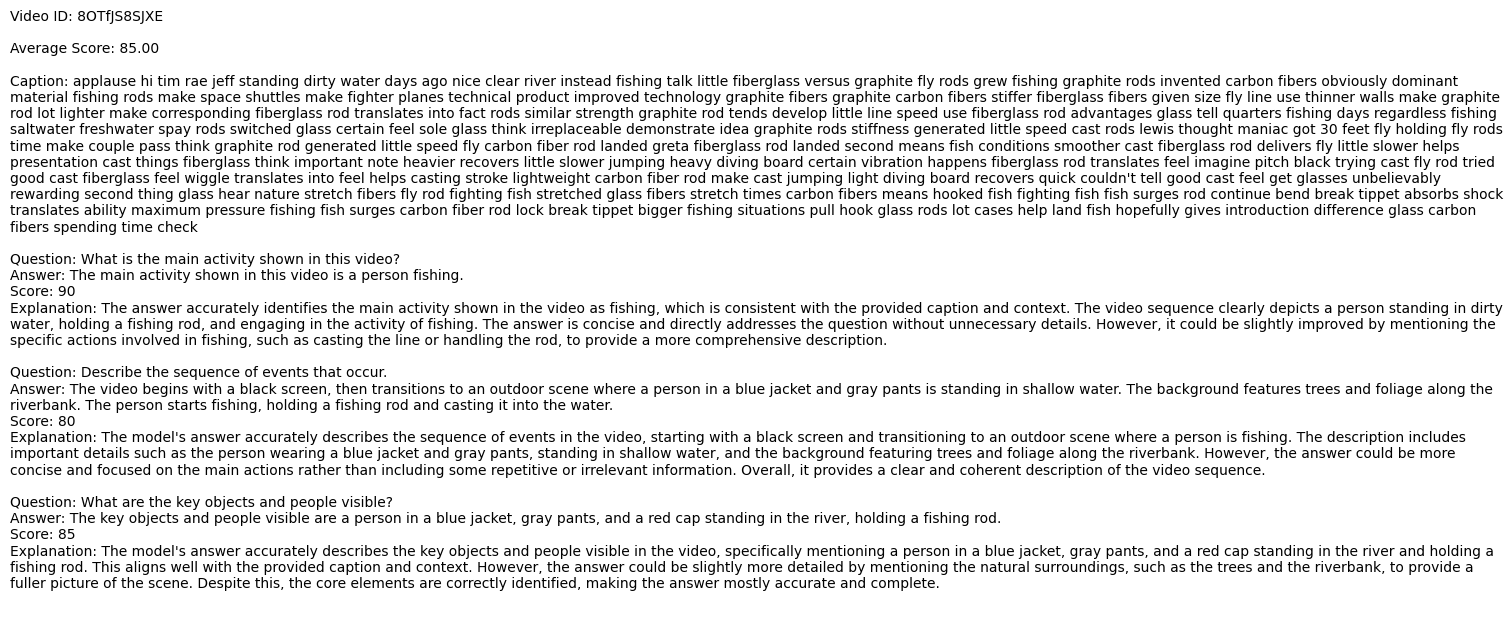 Video ID: 8OTfJS8SJXE
Average Score: 85.00
Caption: applause hi tim rae jeff standing dirty water days ago nice clear river instead fishing talk little fiberglass versus graphite fly rods grew fishing graphite rods invented carbon fibers obviously dominant
material fishing rods make space shuttles make fighter planes technical product improved technology graphite fibers graphite carbon fibers stiffer fiberglass fibers given size fly line use thinner walls make graphite
rod lot lighter make corresponding fiberglass rod translates into fact rods similar strength graphite rod tends develop little line speed use fiberglass rod advantages glass tell quarters fishing days regardless fishing
saltwater freshwater spay rods switched glass certain feel sole glass think irreplaceable demonstrate idea graphite rods stiffness generated little speed cast rods lewis thought maniac got 30 feet fly holding fly rods
time make couple pass think graphite rod generated little speed fly carbon fiber rod landed greta fiberglass rod landed second means fish conditions smoother cast fiberglass rod delivers fly little slower helps
presentation cast things fiberglass think important note heavier recovers little slower jumping heavy diving board certain vibration happens fiberglass rod translates feel imagine pitch black trying cast fly rod tried
good cast fiberglass feel wiggle translates into feel helps casting stroke lightweight carbon fiber rod make cast jumping light diving board recovers quick couldn't tell good cast feel get glasses unbelievably
rewarding second thing glass hear nature stretch fibers fly rod fighting fish stretched glass fibers stretch times carbon fibers means hooked fish fighting fish fish surges rod continue bend break tippet absorbs shock
translates ability maximum pressure fishing fish surges carbon fiber rod lock break tippet bigger fishing situations pull hook glass rods lot cases help land fish hopefully gives introduction difference glass carbon
fibers spending time check
Question: What is the main activity shown in this video?
Answer: The main activity shown in this video is a person fishing.
Score: 90
Explanation: The answer accurately identifies the main activity shown in the video as fishing, which is consistent with the provided caption and context. The video sequence clearly depicts a person standing in dirty
water, holding a fishing rod, and engaging in the activity of fishing. The answer is concise and directly addresses the question without unnecessary details. However, it could be slightly improved by mentioning the
specific actions involved in fishing, such as casting the line or handling the rod, to provide a more comprehensive description.
Question: Describe the sequence of events that occur.
Answer: The video begins with a black screen, then transitions to an outdoor scene where a person in a blue jacket and gray pants is standing in shallow water. The background features trees and foliage along the
riverbank. The person starts fishing, holding a fishing rod and casting it into the water.
Score: 80
Explanation: The model's answer accurately describes the sequence of events in the video, starting with a black screen and transitioning to an outdoor scene where a person is fishing. The description includes
important details such as the person wearing a blue jacket and gray pants, standing in shallow water, and the background featuring trees and foliage along the riverbank. However, the answer could be more
concise and focused on the main actions rather than including some repetitive or irrelevant information. Overall, it provides a clear and coherent description of the video sequence.
Question: What are the key objects and people visible?
Answer: The key objects and people visible are a person in a blue jacket, gray pants, and a red cap standing in the river, holding a fishing rod.
Score: 85
Explanation: The model's answer accurately describes the key objects and people visible in the video, specifically mentioning a person in a blue jacket, gray pants, and a red cap standing in the river and holding a
fishing rod. This aligns well with the provided caption and context. However, the answer could be slightly more detailed by mentioning the natural surroundings, such as the trees and the riverbank, to provide a
fuller picture of the scene. Despite this, the core elements are correctly identified, making the answer mostly accurate and complete.